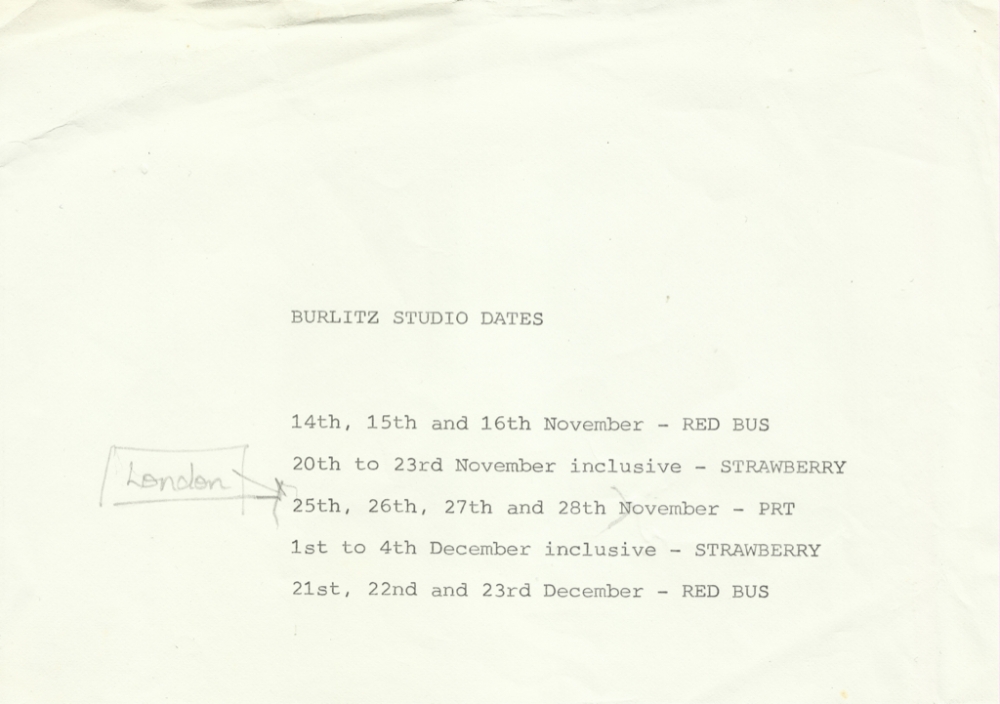 BURLITZ STUDIO DATES
14th, 15th and 16th November - RED BUS
20th to 23rd November inclusive - STRAWBERRY
London
25th, 26th, 27th and 28th November - PRT
1st to 4th December inclusive - STRAWBERRY
21st, 22nd and 23rd December - RED BUS